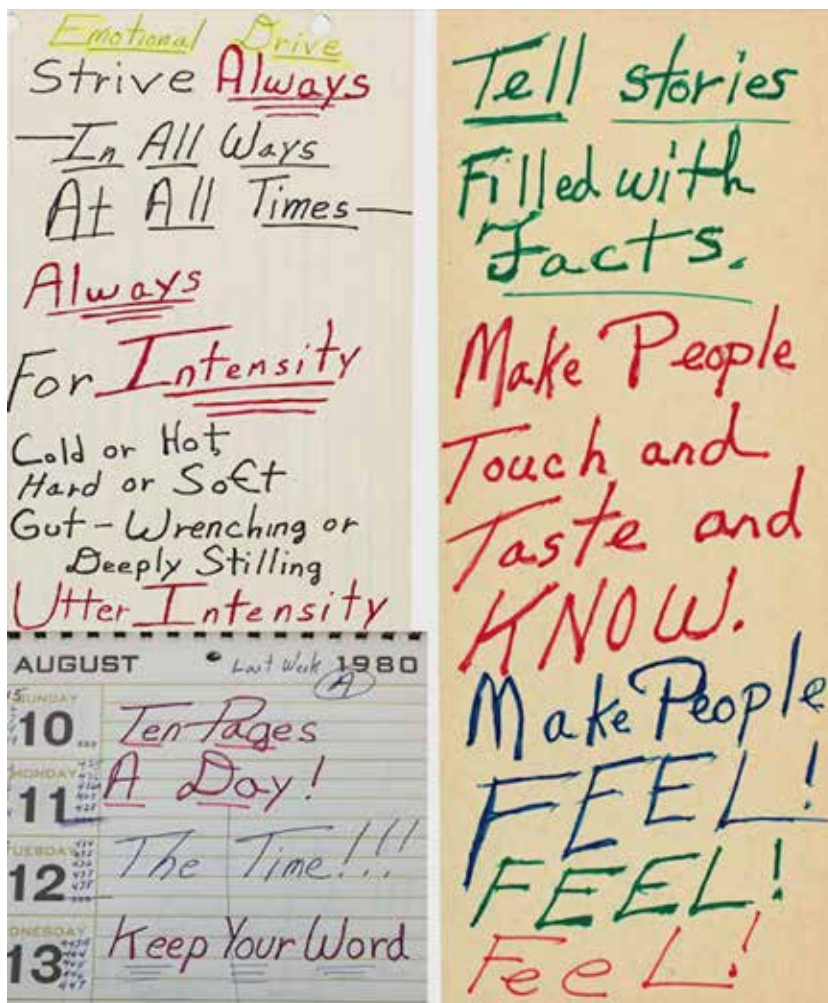 Emotional Drive
Strive Always
—In All Ways
At All Times—
Always
For Intensity
Cold or Hot,
Hard or Soft
Gut-Wrenching or
Deeply Stilling
Utter Intensity
AUGUST Last Week 1980
A
SUNDAY
10 Ten Pages
MONDAY
11 A Day!
TUESDAY
12 The Time!!!
WEDNESDAY
13 Keep Your Word
Tell stories
Filled with
Facts.
Make People
Touch and
Taste and
KNOW.
Make People
FEEL!
FEEL!
FeeL!